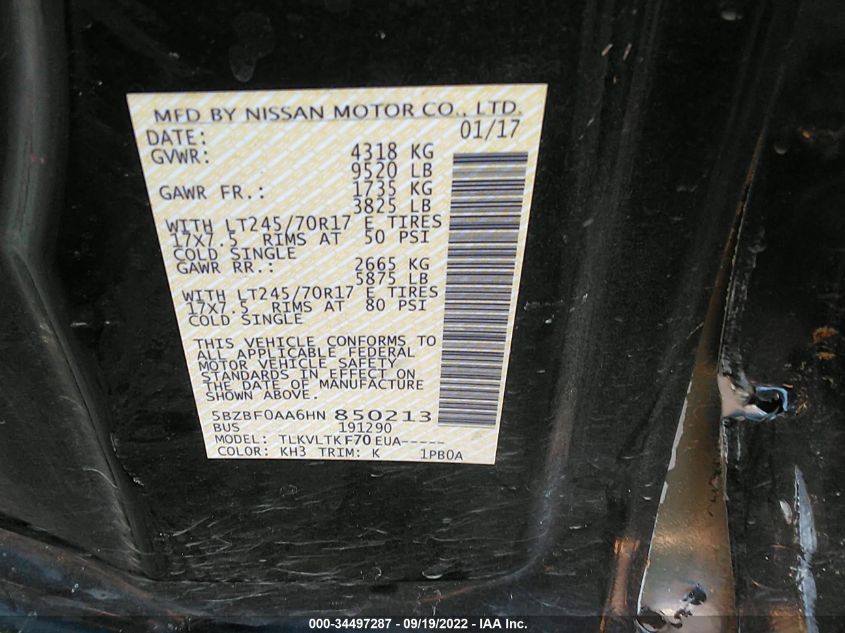 MFD BY NISSAN MOTOR CO., LTD.
DATE: 01/17
GVWR: 4318 KG
9520 LB
GAWR FR.: 1735 KG
3825 LB
WITH LT245/70R17 E TIRES
17X7.5 RIMS AT 50 PSI
COLD SINGLE
GAWR RR.: 2665 KG
5875 LB
WITH LT245/70R17 E TIRES
17X7.5 RIMS AT 80 PSI
COLD SINGLE
THIS VEHICLE CONFORMS TO
ALL APPLICABLE FEDERAL
MOTOR VEHICLE SAFETY
STANDARDS IN EFFECT ON
THE DATE OF MANUFACTURE
SHOWN ABOVE.
5BZBF0AA6HN 850213
BUS 191290
MODEL: TLKVLTK F70 EUA-----
COLOR: KH3 TRIM: K 1PB0A
000-34497287 - 09/19/2022 - IAA Inc.